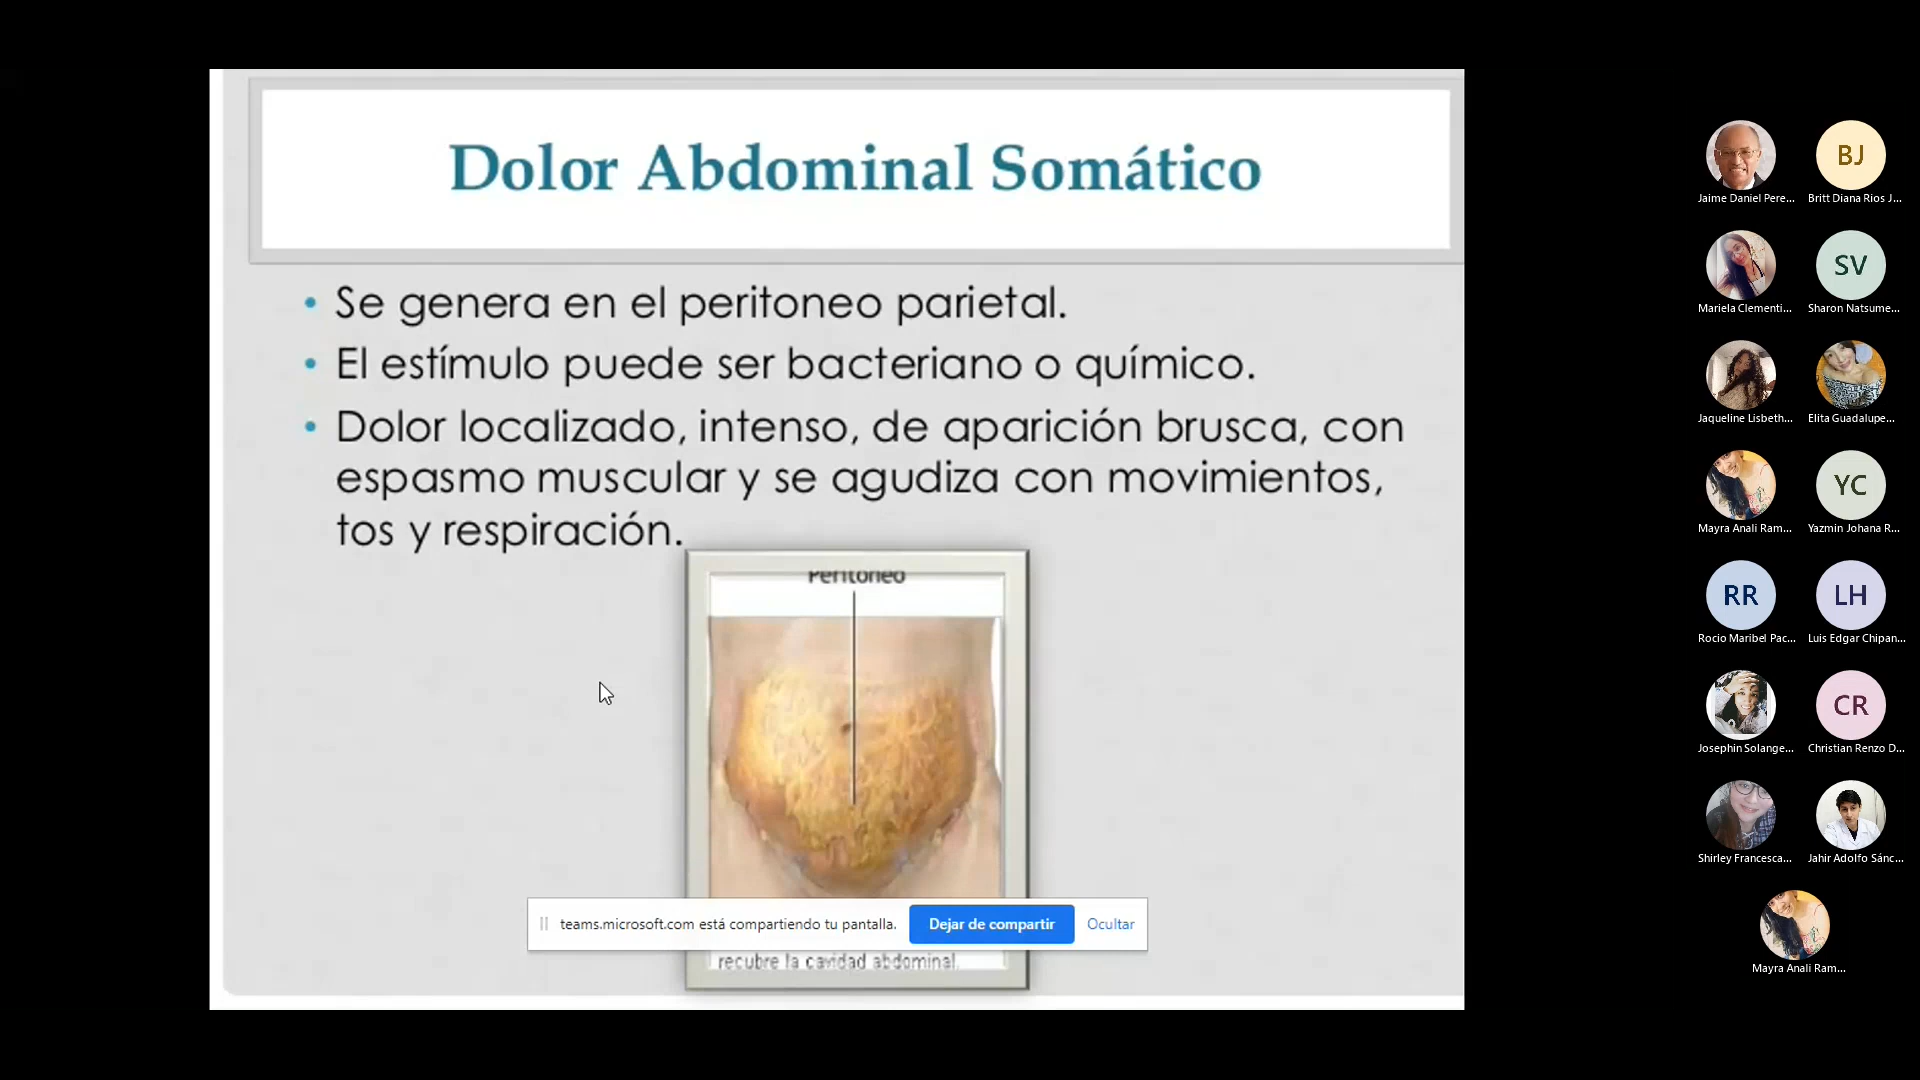 Dolor Abdominal Somático
• Se genera en el peritoneo parietal.
• El estímulo puede ser bacteriano o químico.
• Dolor localizado, intenso, de aparición brusca, con
espasmo muscular y se agudiza con movimientos,
tos y respiración.
Peritoneo
teams.microsoft.com está compartiendo tu pantalla.
Dejar de compartir
Ocultar
recubre la cavidad abdominal.
Jaime Daniel Pere...
BJ
Britt Diana Rios J...
Mariela Clementi...
SV
Sharon Natsume...
Jaqueline Lisbeth...
Elita Guadalupe...
Mayra Anali Ram...
YC
Yazmin Johana R...
RR
Rocio Maribel Pac...
LH
Luis Edgar Chipan...
Josephin Solange...
CR
Christian Renzo D...
Shirley Francesca...
Jahir Adolfo Sánc...
Mayra Anali Ram...